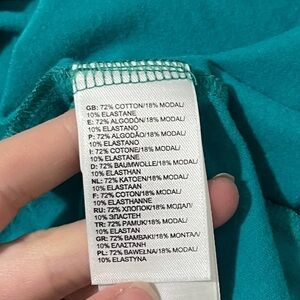 GB: 72% COTTON/18% MODAL/
10% ELASTANE
E: 72% ALGODÓN/18% MODAL/
10% ELASTANO
P: 72% ALGODÃO/18% MODAL/
10% ELASTANO
I: 72% COTONE/18% MODAL/
10% ELASTANE
D: 72% BAUMWOLLE/18% MODAL/
10% ELASTHAN
NL: 72% KATOEN/18% MODAL/
10% ELASTAAN
F: 72% COTON/18% MODAL/
10% ELASTHANNE
RU: 72% ХЛОПОК/18% МОДАЛ/
10% ЭЛАСТЕН
TR: 72% PAMUK/18% MODAL/
10% ELASTAN
GR: 72% ΒΑΜΒΑΚΙ/18% ΜΟΝΤΑΛ/
10% ΕΛΑΣΤΑΝΗ
PL: 72% BAWEŁNA/18% MODAL/
10% ELASTYNA